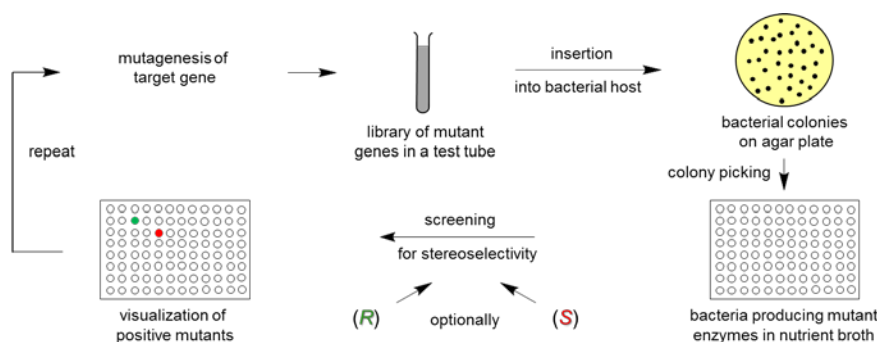 mutagenesis of
target gene
library of mutant
genes in a test tube
insertion
into bacterial host
bacterial colonies
on agar plate
colony picking
bacteria producing mutant
enzymes in nutrient broth
screening
for stereoselectivity
(R)
optionally
(S)
visualization of
positive mutants
repeat